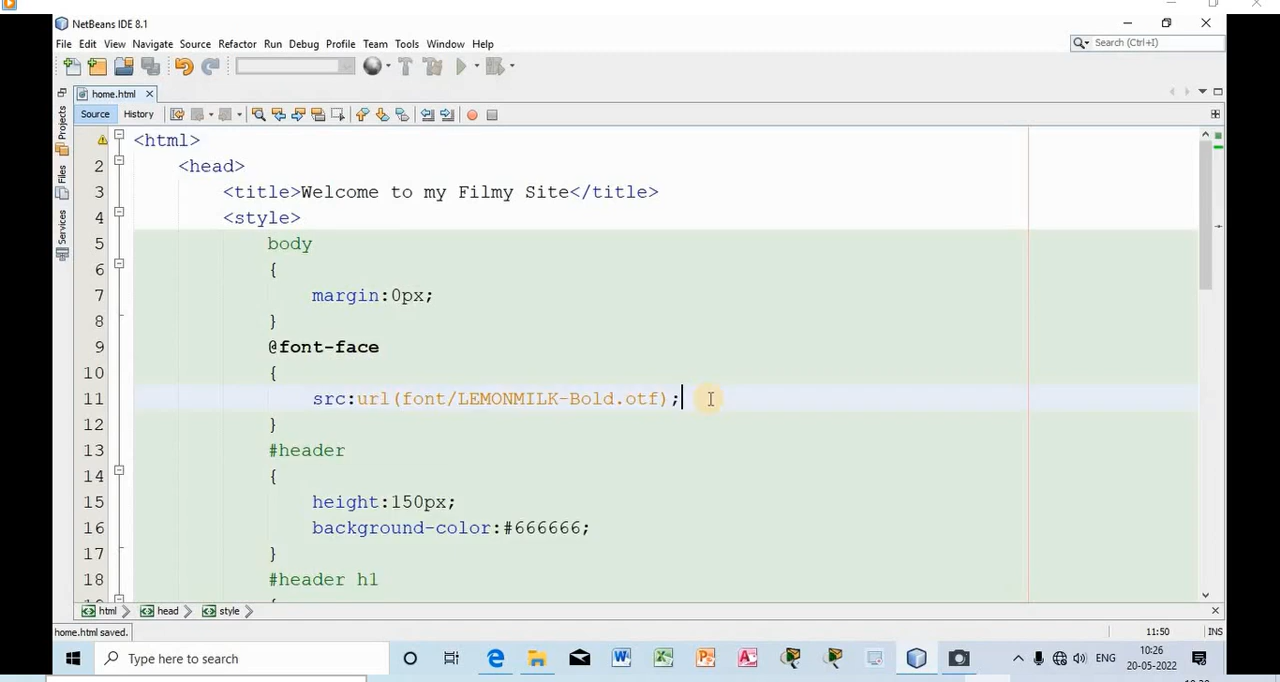 NetBeans IDE 8.1
File Edit View Navigate Source Refactor Run Debug Profile Team Tools Window Help
Search (Ctrl+I)
home.html
Source History
Projects
Files
Services
<html>
2 <head>
3 <title>Welcome to my Filmy Site</title>
4 <style>
5 body
6 {
7 margin:0px;
8 }
9 @font-face
10 {
11 src:url(font/LEMONMILK-Bold.otf);
12 }
13 #header
14 {
15 height:150px;
16 background-color:#666666;
17 }
18 #header h1
html head style
home.html saved.
11:50 INS
Type here to search
ENG
10:26
20-05-2022